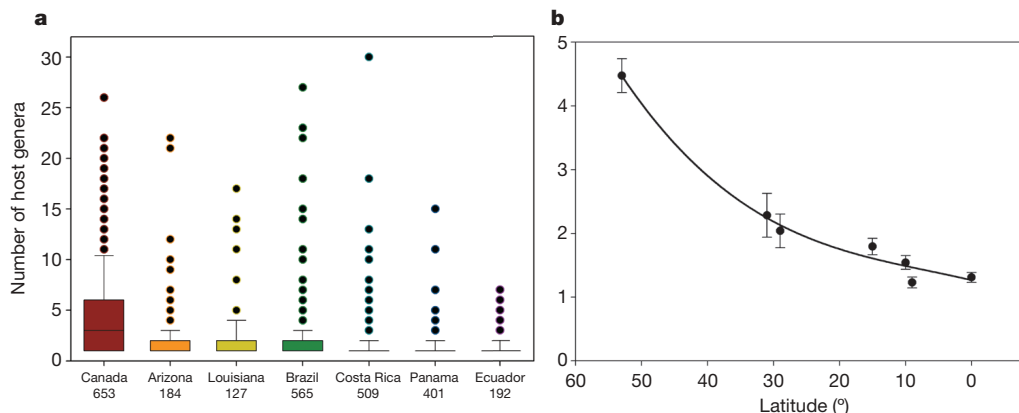 a
Number of host genera
30
25
20
15
10
5
0
Canada Arizona Louisiana Brazil Costa Rica Panama Ecuador
653 184 127 565 509 401 192
b
5
4
3
2
1
0
60 50 40 30 20 10 0
Latitude (º)